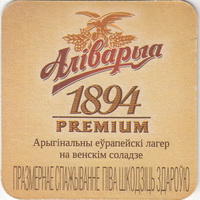 Аліварыя
1894
PREMIUM
Арыгінальны еўрапейскі лагер
на венскім соладзе
ПРАЗМЕРНАЕ СПАЖЫВАННЕ ПІВА ШКОДЗІЦЬ ЗДАРОЎЮ